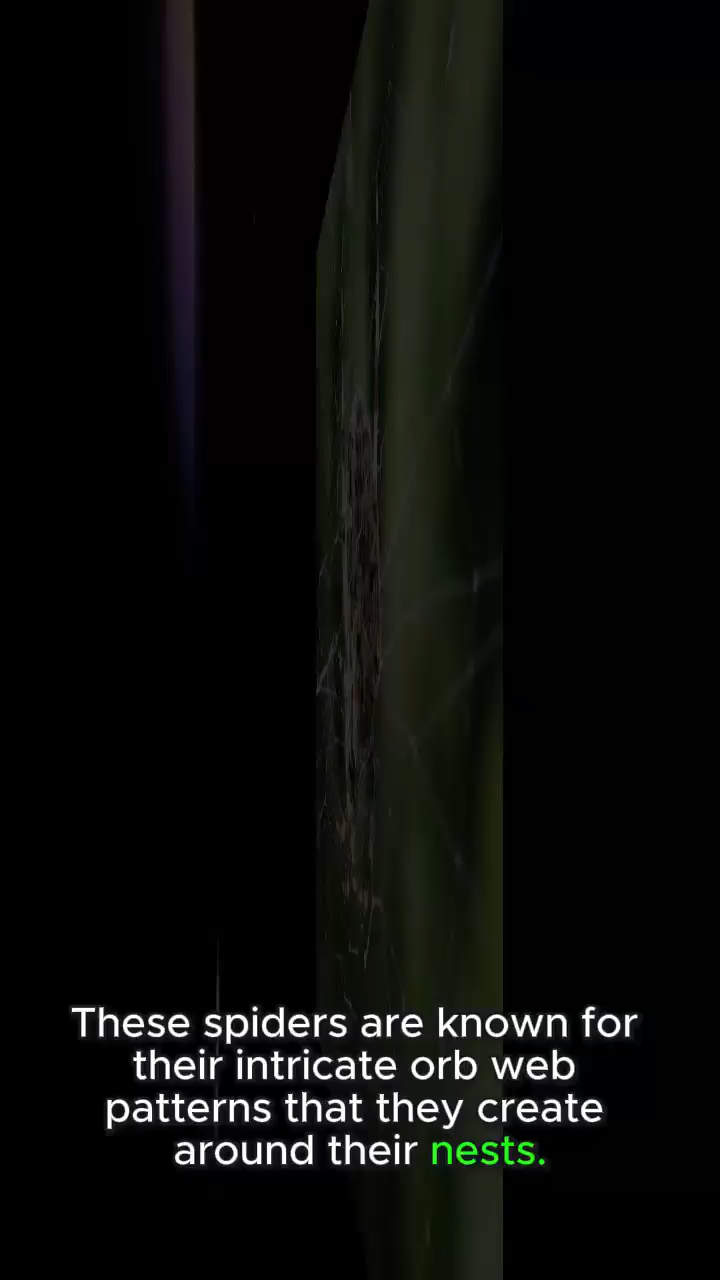 These spiders are known for
their intricate orb web
patterns that they create
around their nests.